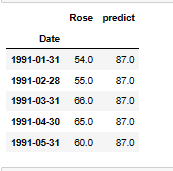 Rose predict
Date
1991-01-31 54.0 87.0
1991-02-28 55.0 87.0
1991-03-31 66.0 87.0
1991-04-30 65.0 87.0
1991-05-31 60.0 87.0